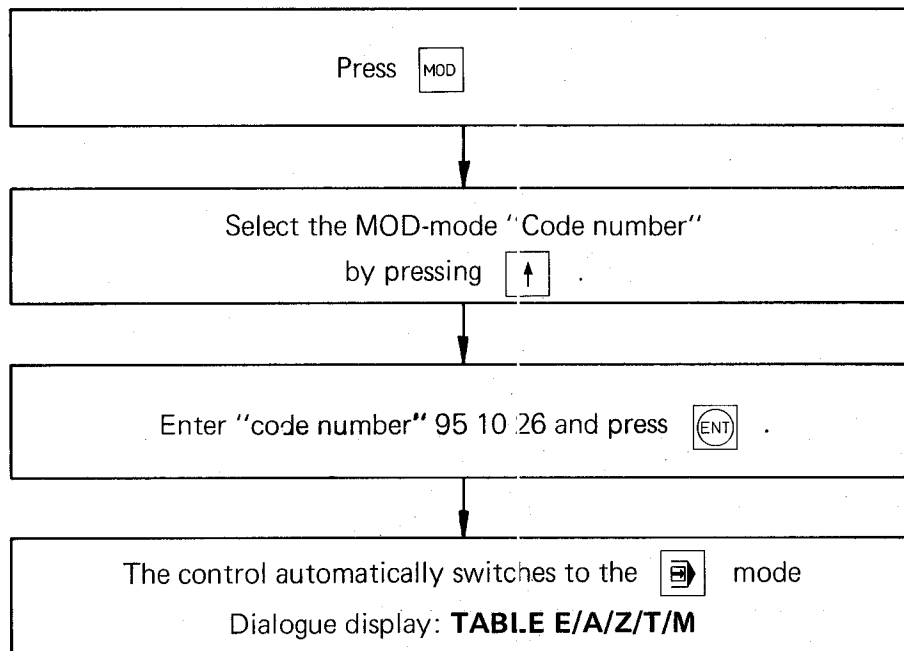 Press MOD
Select the MOD-mode "Code number"
by pressing ↑ .
Enter "code number" 95 10 26 and press ENT .
The control automatically switches to the mode
Dialogue display: TABLE E/A/Z/T/M